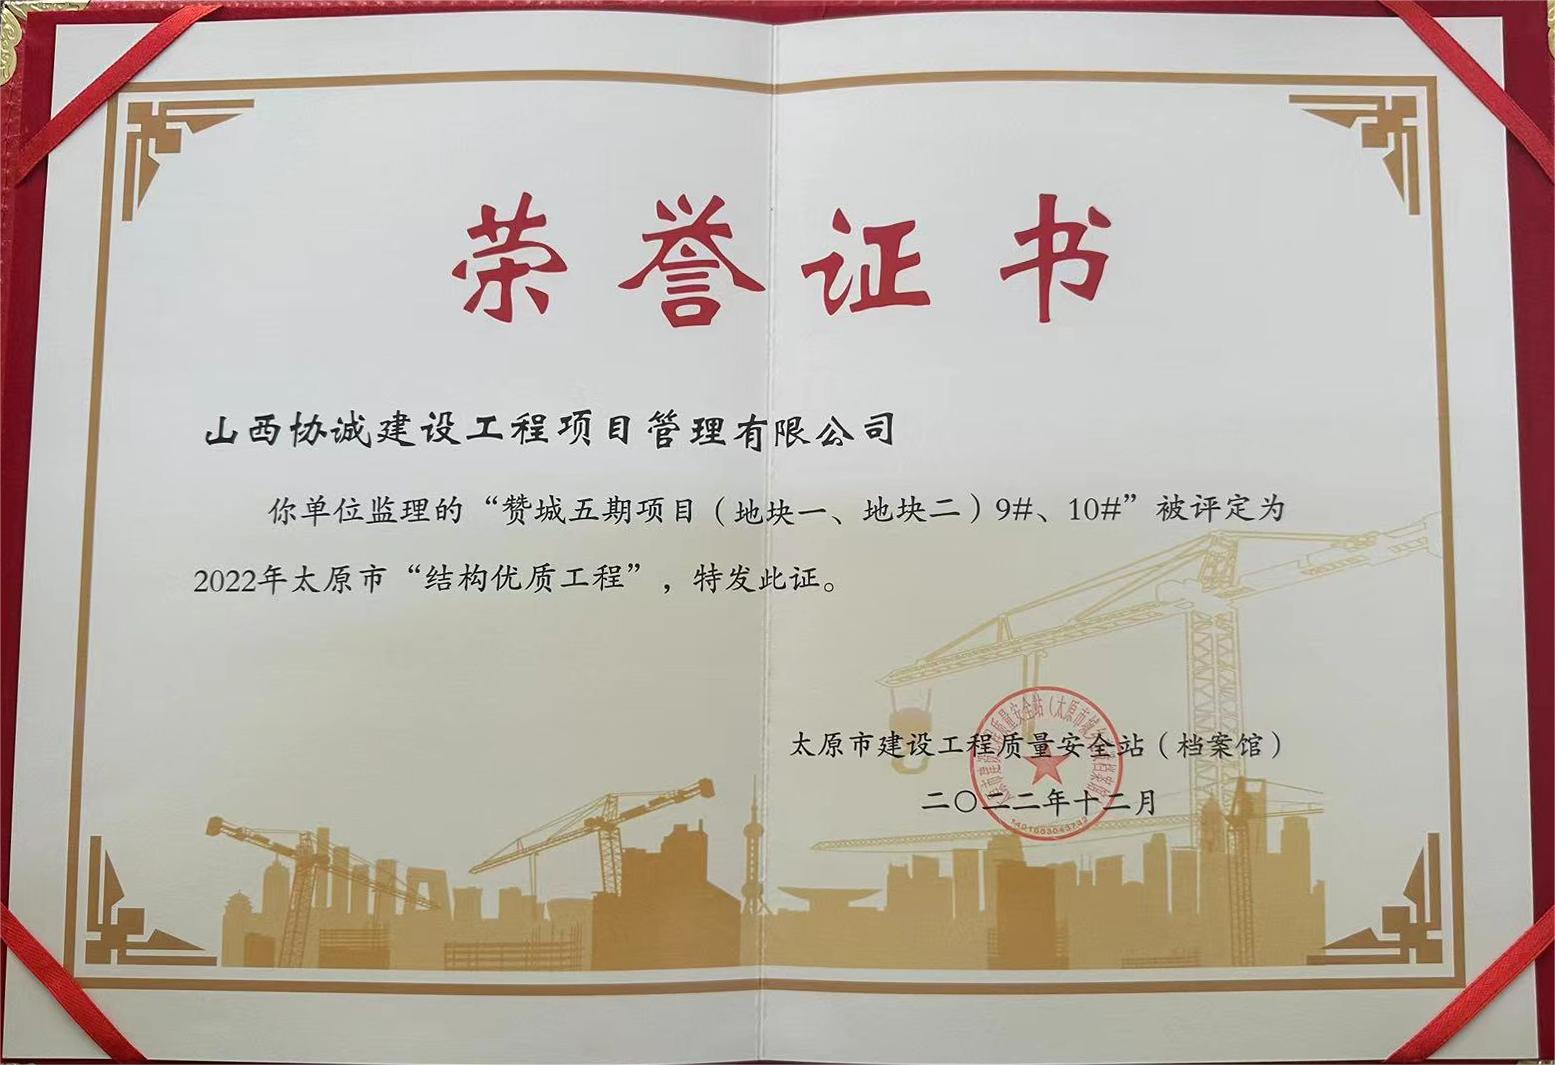 荣誉证书
山西协诚建设工程项目管理有限公司
你单位监理的“赞城五期项目（地块一、地块二）9#、10#”被评定为
2022年太原市“结构优质工程”，特发此证。
太原市建设工程质量安全站（档案馆）
二〇二二年十二月